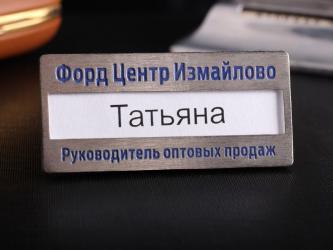 Форд Центр Измайлово
Татьяна
Руководитель оптовых продаж